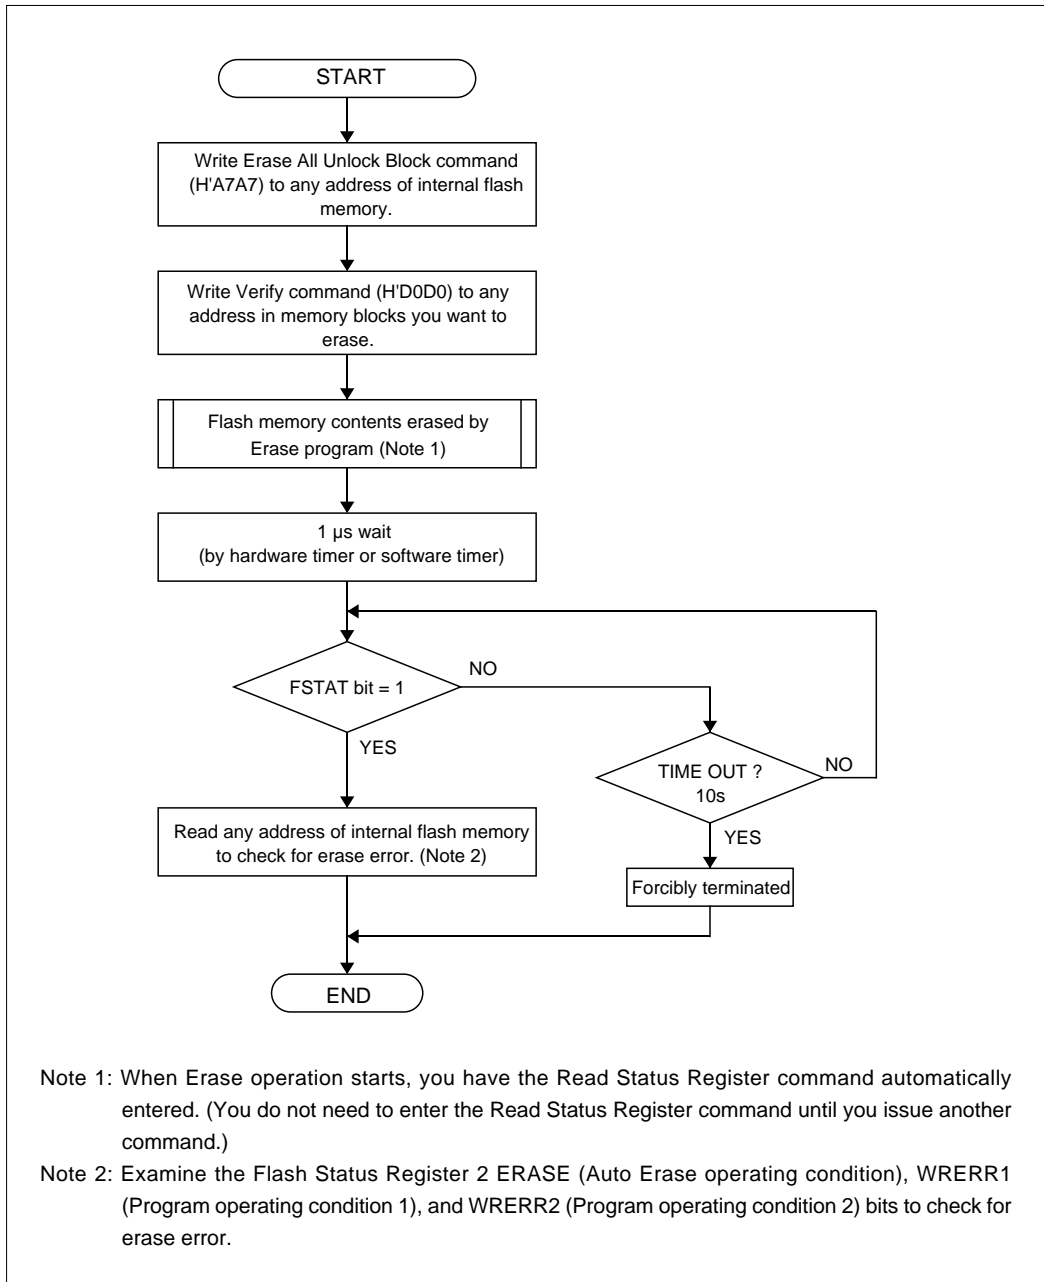 START
Write Erase All Unlock Block command
(H'A7A7) to any address of internal flash
memory.
Write Verify command (H'D0D0) to any
address in memory blocks you want to
erase.
Flash memory contents erased by
Erase program (Note 1)
1 µs wait
(by hardware timer or software timer)
FSTAT bit = 1
NO
YES
TIME OUT ?
10s
NO
YES
Read any address of internal flash memory
to check for erase error. (Note 2)
Forcibly terminated
END
Note 1: When Erase operation starts, you have the Read Status Register command automatically
entered. (You do not need to enter the Read Status Register command until you issue another
command.)
Note 2: Examine the Flash Status Register 2 ERASE (Auto Erase operating condition), WRERR1
(Program operating condition 1), and WRERR2 (Program operating condition 2) bits to check for
erase error.